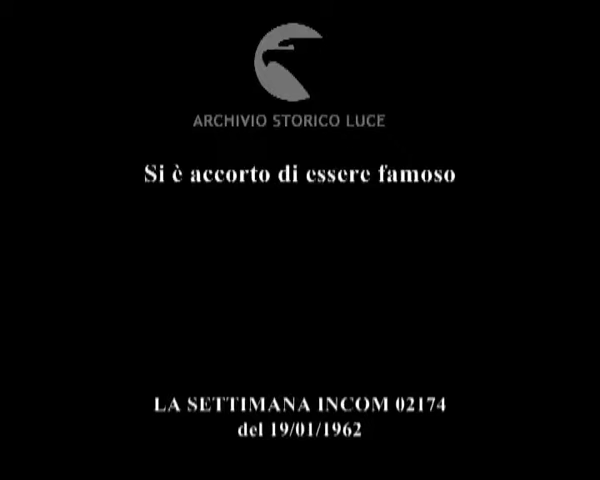 ARCHIVIO STORICO LUCE
Si è accorto di essere famoso
LA SETTIMANA INCOM 02174
del 19/01/1962